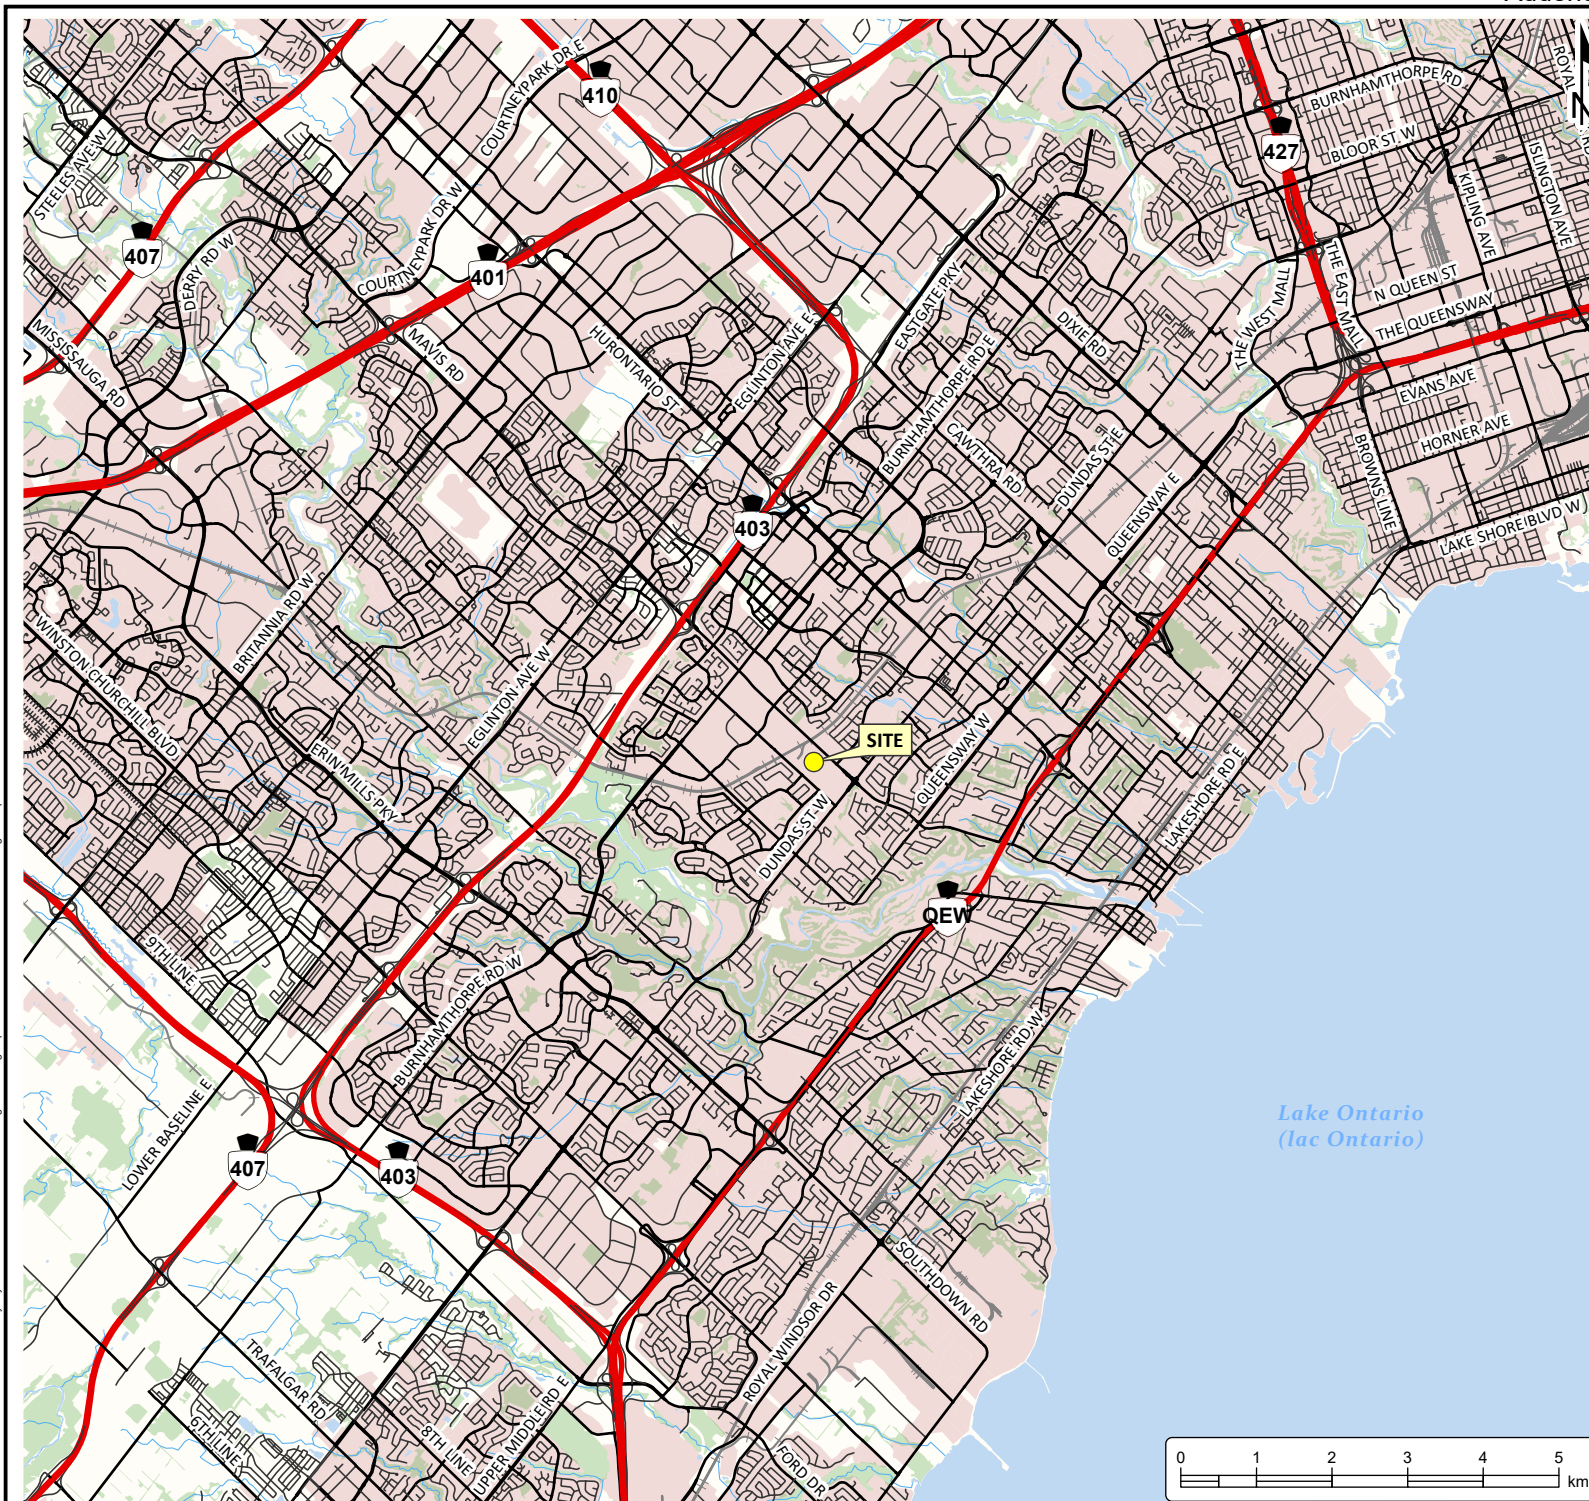 COURTNEYPARK DR E
410
BURNHAMTHORPE RD
ROYAL
427
BLOOR ST W
STEELES AVE W
KIPLING AVE
ISLINGTON AVE
COURTNEYPARK DR W
407
DERRY RD W
401
THE EAST MALL
N QUEEN ST
THE QUEENSWAY
THE WEST MALL
EASTGATE PKY
MISSISSAUGA RD
MAVIS RD
HURONTARIO ST
EGLINTON AVE E
DIXIE RD
BURNHAMTHORPE RD E
EVANS AVE
HORNER AVE
CAWTHRA RD
DUNDAS ST E
BROWNS LINE
QUEENSWAY E
LAKE SHORE BLVD W
403
BRITANNIA RD W
WINSTON CHURCHILL BLVD
EGLINTON AVE W
ERIN MILLS PKY
SITE
QUEENSWAY W
DUNDAS ST W
LAKESHORE RD E
QEW
9TH LINE
BURNHAMTHORPE RD W
LAKESHORE RD W
LOWER BASELINE E
Lake Ontario
(lac Ontario)
407
403
SOUTHDOWN RD
ROYAL WINDSOR DR
TRAFALGAR RD
6TH LINE
8TH LINE
UPPER MIDDLE RD E
FORD DR
0 1 2 3 4 5
km